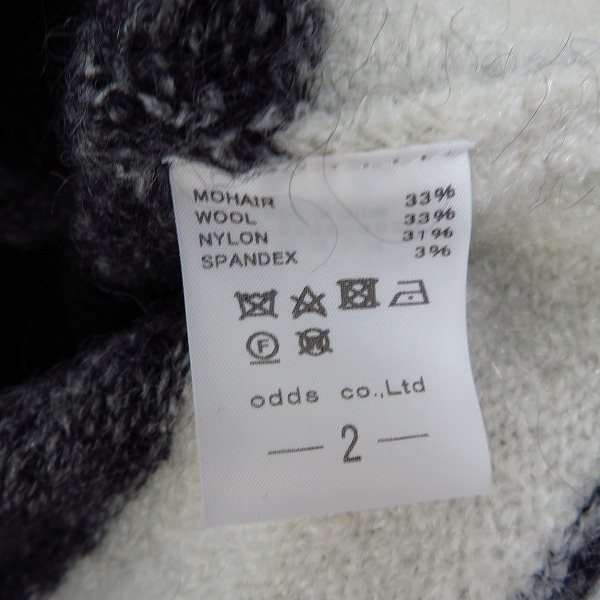 MOHAIR 33%
WOOL 33%
NYLON 31%
SPANDEX 3%
F W
odds co.,Ltd
2